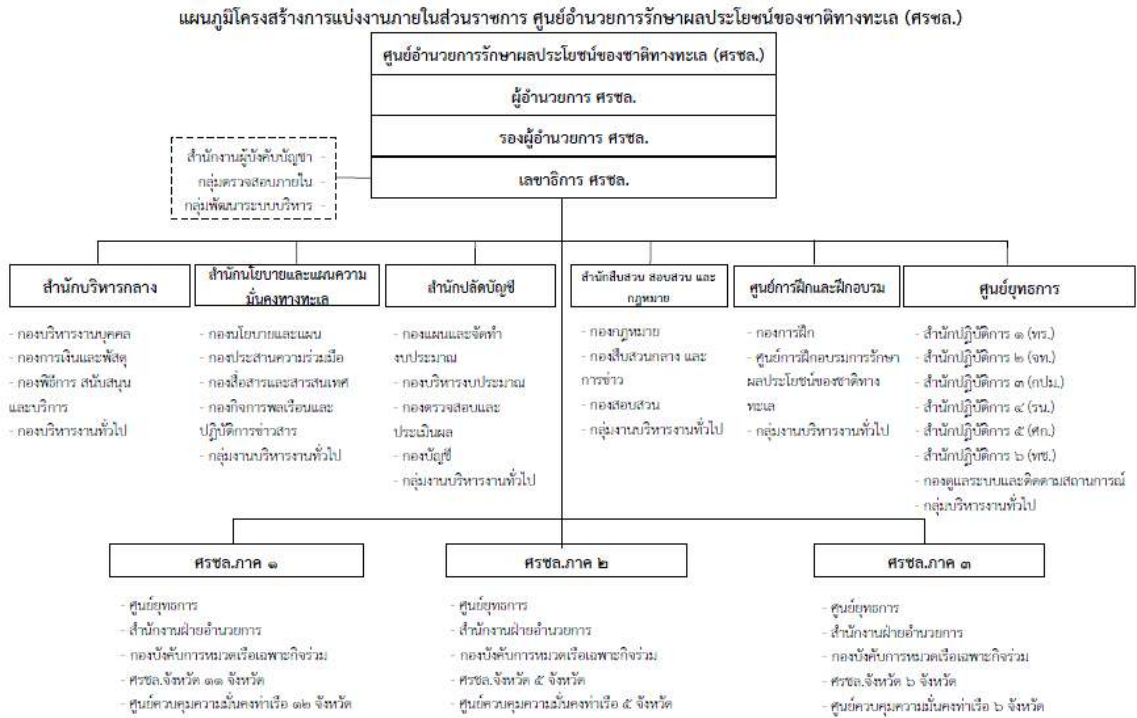 แผนภูมิโครงสร้างการแบ่งงานภายในส่วนราชการ ศูนย์อำนวยการรักษาผลประโยชน์ของชาติทางทะเล (ศรชล.)
ศูนย์อำนวยการรักษาผลประโยชน์ของชาติทางทะเล (ศรชล.)
ผู้อำนวยการ ศรชล.
รองผู้อำนวยการ ศรชล.
เลขาธิการ ศรชล.
สำนักงานผู้บังคับบัญชา -
กลุ่มตรวจสอบภายใน -
กลุ่มพัฒนาระบบบริหาร -
สำนักบริหารกลาง
- กองบริหารงานบุคคล
- กองการเงินและพัสดุ
- กองพิธีการ สนับสนุน
และบริการ
- กองบริหารงานทั่วไป
สำนักนโยบายและแผนความ
มั่นคงทางทะเล
- กองนโยบายและแผน
- กองประสานความร่วมมือ
- กองสื่อสารและสารสนเทศ
- กองกิจการพลเรือนและ
ปฏิบัติการข่าวสาร
- กลุ่มงานบริหารงานทั่วไป
สำนักปลัดบัญชี
- กองแผนและจัดทำ
งบประมาณ
- กองบริหารงบประมาณ
- กองตรวจสอบและ
ประเมินผล
- กองบัญชี
- กลุ่มงานบริหารงานทั่วไป
สำนักสืบสวน สอบสวน และ
กฎหมาย
- กองกฎหมาย
- กองสืบสวนกลาง และ
การข่าว
- กองสอบสวน
- กลุ่มงานบริหารงานทั่วไป
ศูนย์การฝึกและฝึกอบรม
- กองการฝึก
- ศูนย์การฝึกอบรมการรักษา
ผลประโยชน์ของชาติทาง
ทะเล
- กลุ่มงานบริหารงานทั่วไป
ศูนย์ยุทธการ
- สำนักปฏิบัติการ ๑ (ทร.)
- สำนักปฏิบัติการ ๒ (จท.)
- สำนักปฏิบัติการ ๓ (กปม.)
- สำนักปฏิบัติการ ๔ (รน.)
- สำนักปฏิบัติการ ๕ (ศก.)
- สำนักปฏิบัติการ ๖ (ทช.)
- กองดูแลระบบและติดตามสถานการณ์
- กลุ่มบริหารงานทั่วไป
ศรชล.ภาค ๑
- ศูนย์ยุทธการ
- สำนักงานฝ่ายอำนวยการ
- กองบังคับการหมวดเรือเฉพาะกิจร่วม
- ศรชล.จังหวัด ๑๑ จังหวัด
- ศูนย์ควบคุมความมั่นคงท่าเรือ ๑๒ จังหวัด
ศรชล.ภาค ๒
- ศูนย์ยุทธการ
- สำนักงานฝ่ายอำนวยการ
- กองบังคับการหมวดเรือเฉพาะกิจร่วม
- ศรชล.จังหวัด ๕ จังหวัด
- ศูนย์ควบคุมความมั่นคงท่าเรือ ๕ จังหวัด
ศรชล.ภาค ๓
- ศูนย์ยุทธการ
- สำนักงานฝ่ายอำนวยการ
- กองบังคับการหมวดเรือเฉพาะกิจร่วม
- ศรชล.จังหวัด ๖ จังหวัด
- ศูนย์ควบคุมความมั่นคงท่าเรือ ๖ จังหวัด